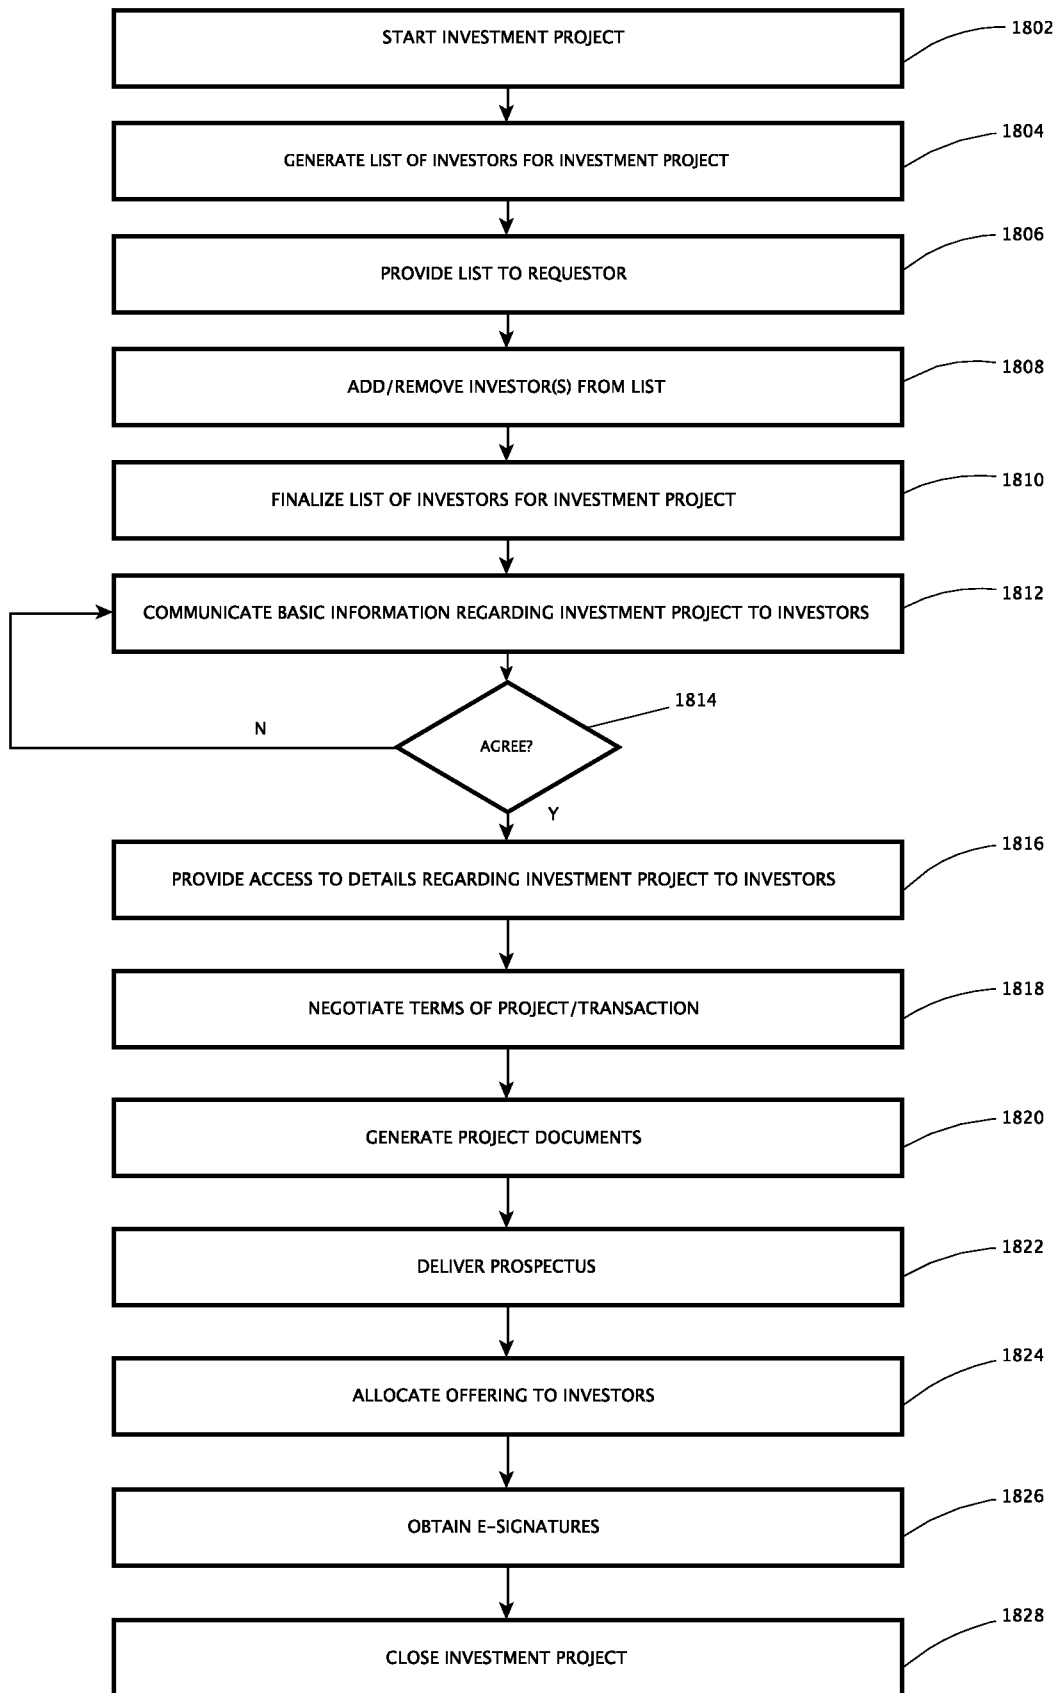 START INVESTMENT PROJECT
1802
GENERATE LIST OF INVESTORS FOR INVESTMENT PROJECT
1804
PROVIDE LIST TO REQUESTOR
1806
ADD/REMOVE INVESTOR(S) FROM LIST
1808
FINALIZE LIST OF INVESTORS FOR INVESTMENT PROJECT
1810
COMMUNICATE BASIC INFORMATION REGARDING INVESTMENT PROJECT TO INVESTORS
1812
AGREE?
1814
N
Y
PROVIDE ACCESS TO DETAILS REGARDING INVESTMENT PROJECT TO INVESTORS
1816
NEGOTIATE TERMS OF PROJECT/TRANSACTION
1818
GENERATE PROJECT DOCUMENTS
1820
DELIVER PROSPECTUS
1822
ALLOCATE OFFERING TO INVESTORS
1824
OBTAIN E-SIGNATURES
1826
CLOSE INVESTMENT PROJECT
1828